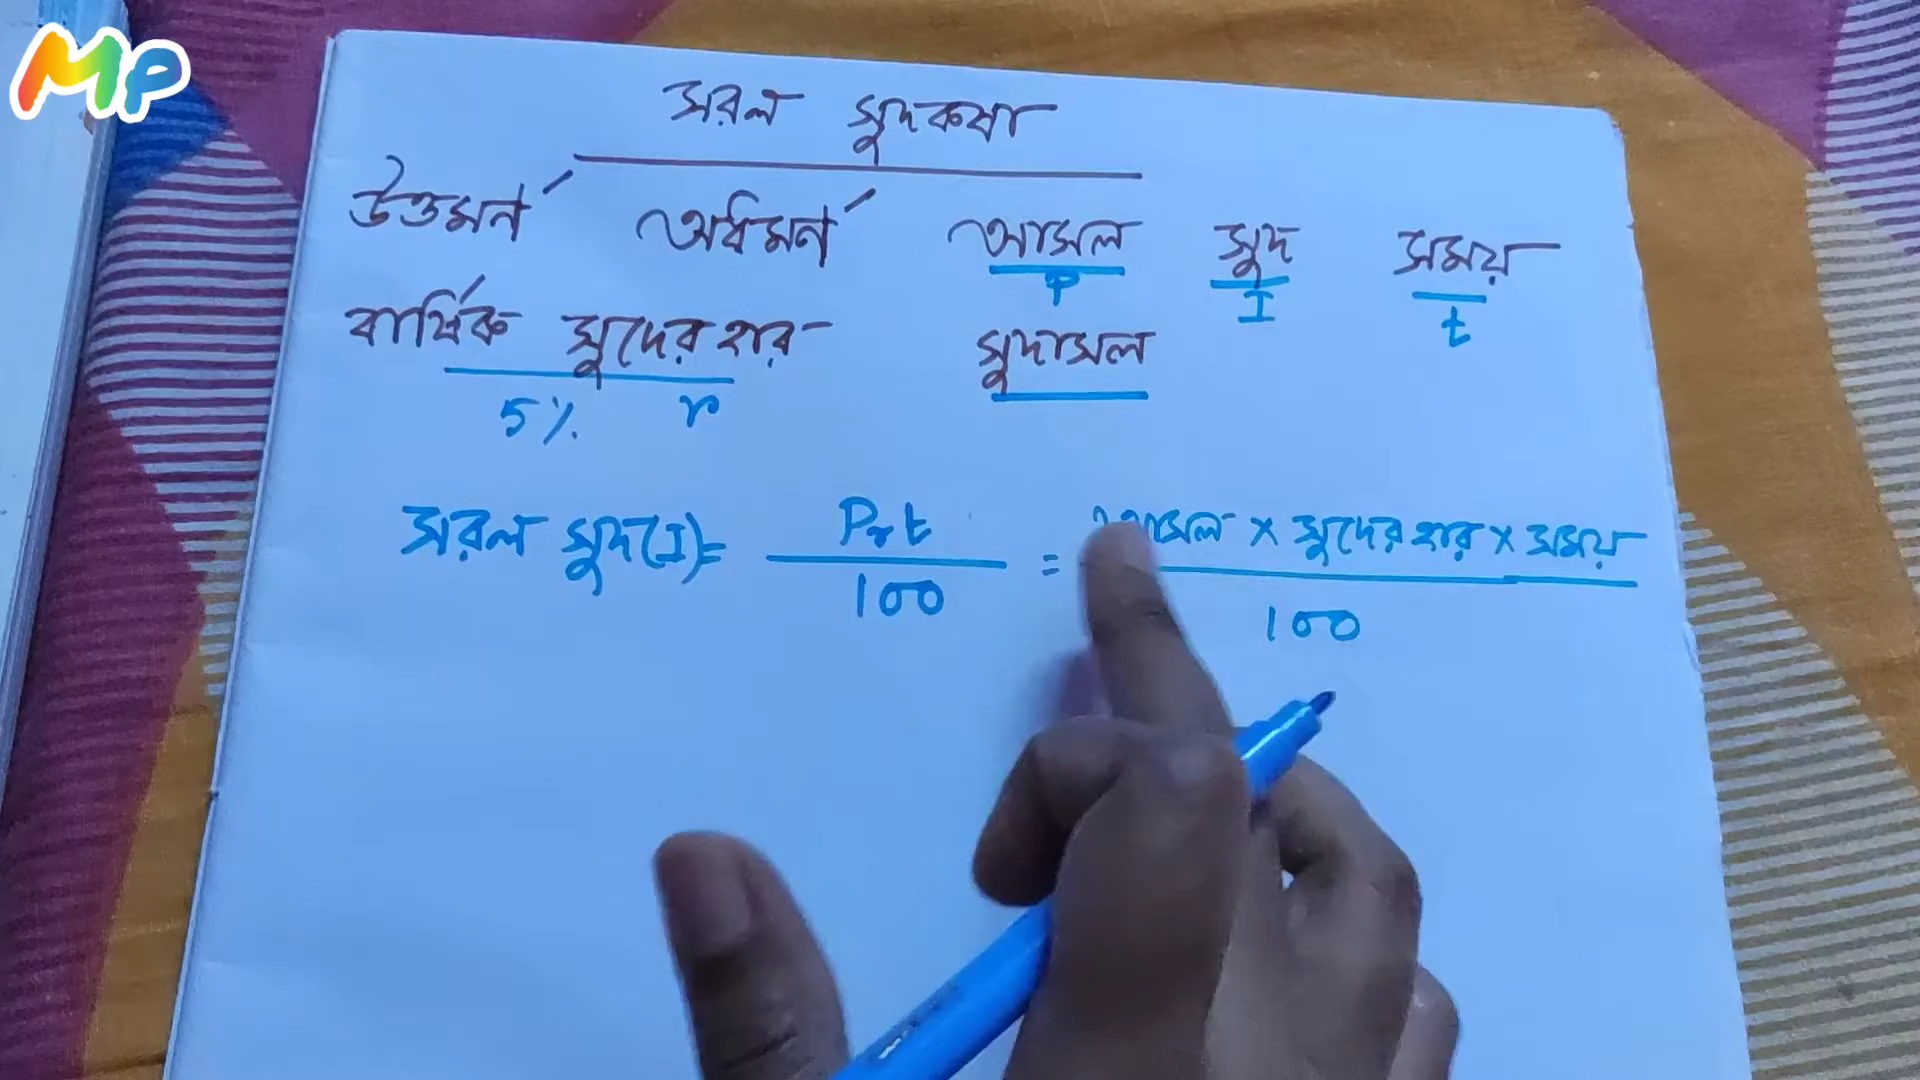 MP
সরল সুদকষা
উত্তমর্ন অধমর্ন আসল সুদ সময়
P I t
বার্ষিক সুদের হার সুদাসল
5% r
সরল সুদ(I)= Prt/100 = আসল × সুদের হার × সময়/100